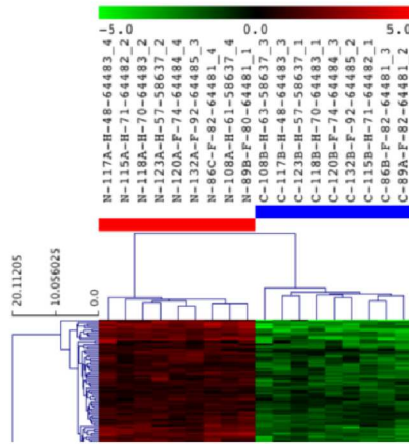 -5.0 0.0 5.0
N-117A-H-48-64483_4
N-115A-H-71-64482_2
N-118A-H-70-64483_2
N-123A-H-57-58637_2
N-120A-F-74-64484_4
N-132A-F-92-64485_3
N-86C-F-82-64481_4
N-108A-H-61-58637_4
N-89B-F-80-64481_1
C-108B-H-63-58637_3
C-117B-H-48-64483_3
C-123B-H-57-58637_1
C-118B-H-70-64483_1
C-120B-F-74-64484_3
C-132B-F-92-64485_2
C-115B-H-71-64482_1
C-86B-F-82-64481_3
C-89A-F-82-64481_2
20.11205
10.056025
0.0